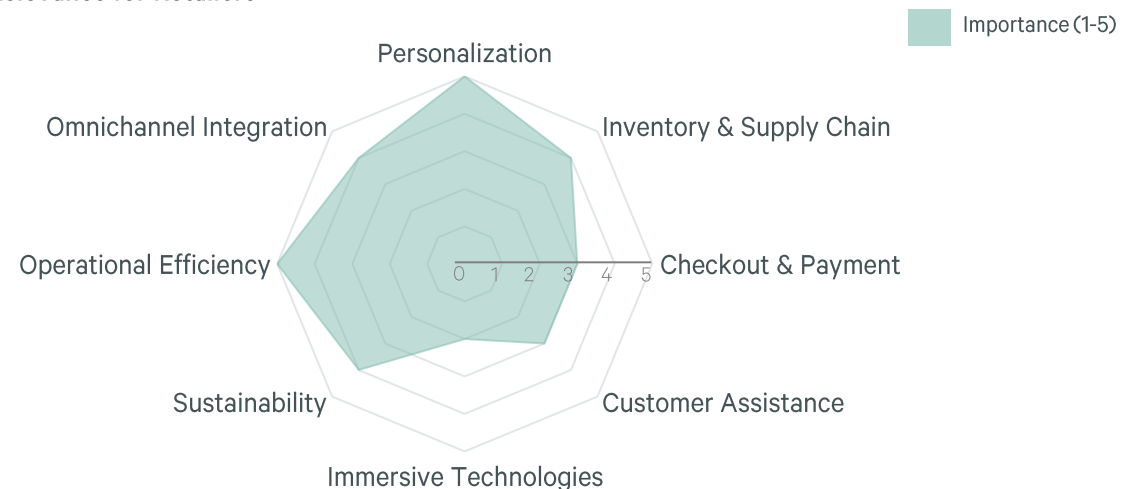 Importance (1-5)
Personalization
Omnichannel Integration
Inventory & Supply Chain
Operational Efficiency
0 1 2 3 4 5
Checkout & Payment
Sustainability
Customer Assistance
Immersive Technologies